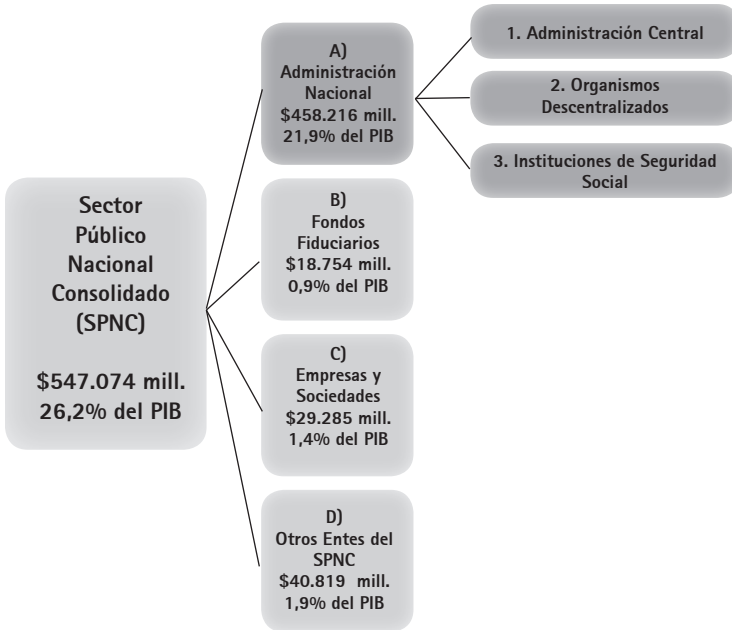 Sector
Público
Nacional
Consolidado
(SPNC)
$547.074 mill.
26,2% del PIB
A)
Administración
Nacional
$458.216 mill.
21,9% del PIB
1. Administración Central
2. Organismos
Descentralizados
3. Instituciones de Seguridad
Social
B)
Fondos
Fiduciarios
$18.754 mill.
0,9% del PIB
C)
Empresas y
Sociedades
$29.285 mill.
1,4% del PIB
D)
Otros Entes del
SPNC
$40.819 mill.
1,9% del PIB